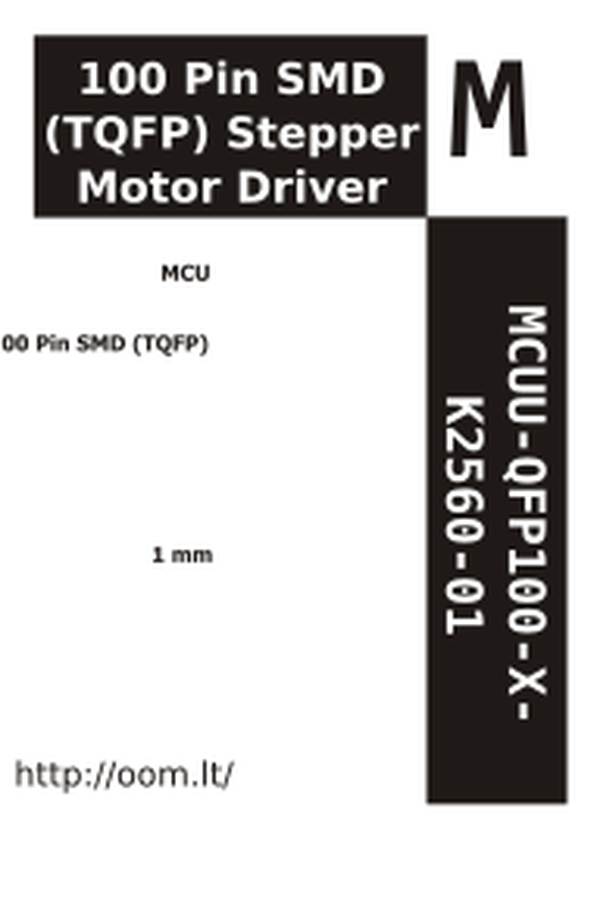 100 Pin SMD
(TQFP) Stepper
Motor Driver
M
MCU
00 Pin SMD (TQFP)
1 mm
http://oom.lt/
MCUU-QFP100-X-
K2560-01